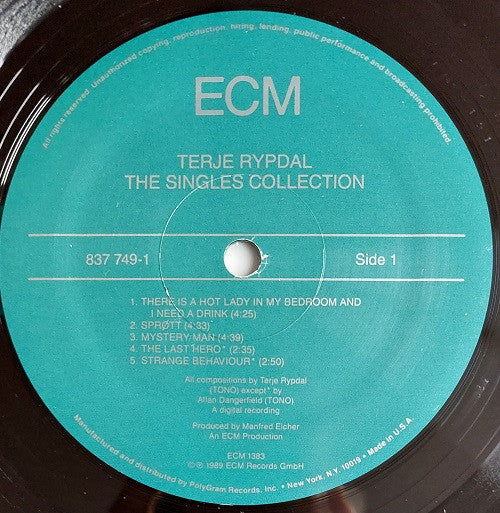 All rights reserved. Unauthorized copying, reproduction, hiring, lending, public performance and broadcasting prohibited.
ECM
TERJE RYPDAL
THE SINGLES COLLECTION
837 749-1
Side 1
1. THERE IS A HOT LADY IN MY BEDROOM AND
I NEED A DRINK (4:25)
2. SPRØTT (4:33)
3. MYSTERY MAN (4:39)
4. THE LAST HERO* (2:35)
5. STRANGE BEHAVIOUR* (2:50)
All compositions by Terje Rypdal
(TONO) except* by
Allan Dangerfield (TONO)
A digital recording
Produced by Manfred Eicher
An ECM Production
ECM 1383
©℗ 1989 ECM Records GmbH
Manufactured and distributed by PolyGram Records, Inc. • New York, N.Y. 10019 • Made in U.S.A.